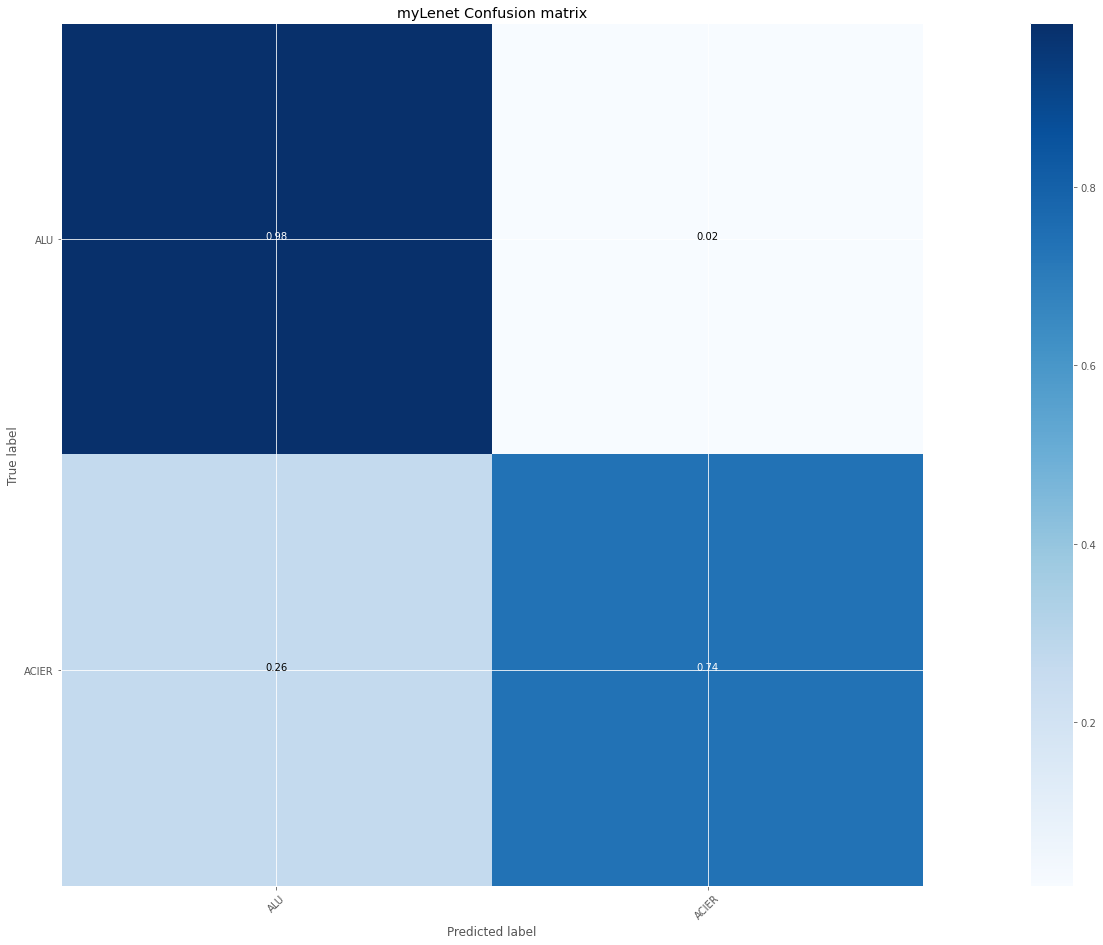 myLenet Confusion matrix
ALU
0.98
0.02
0.8
0.6
True label
0.4
ACIER
0.26
0.74
0.2
ALU
ACIER
Predicted label